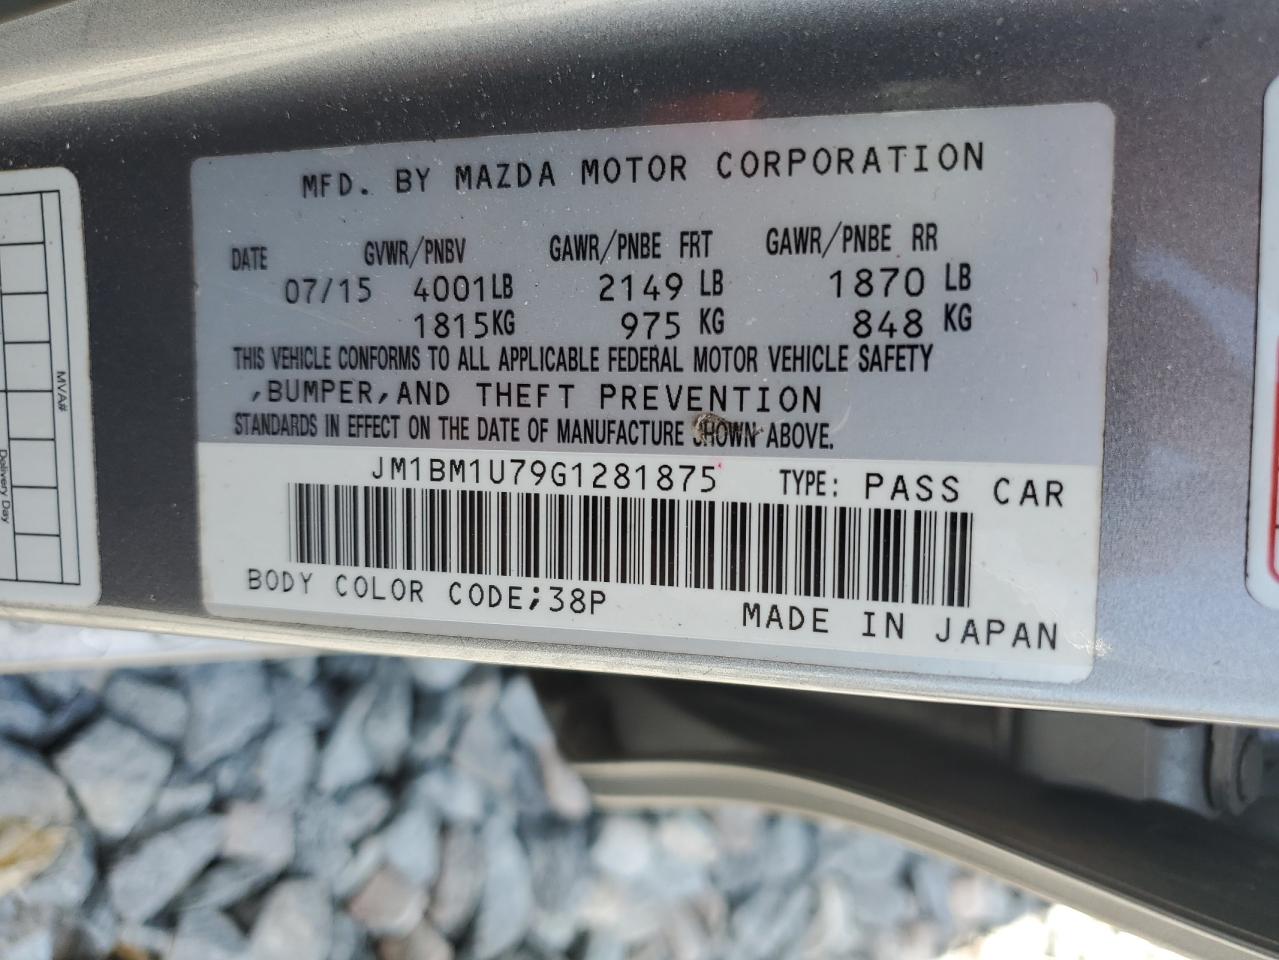 MFD. BY MAZDA MOTOR CORPORATION
DATE GVWR/PNBV GAWR/PNBE FRT GAWR/PNBE RR
07/15 4001LB 2149 LB 1870 LB
1815KG 975 KG 848 KG
THIS VEHICLE CONFORMS TO ALL APPLICABLE FEDERAL MOTOR VEHICLE SAFETY
,BUMPER,AND THEFT PREVENTION
STANDARDS IN EFFECT ON THE DATE OF MANUFACTURE SHOWN ABOVE.
JM1BM1U79G1281875 TYPE: PASS CAR
BODY COLOR CODE;38P MADE IN JAPAN
MVA#
Delivery Day